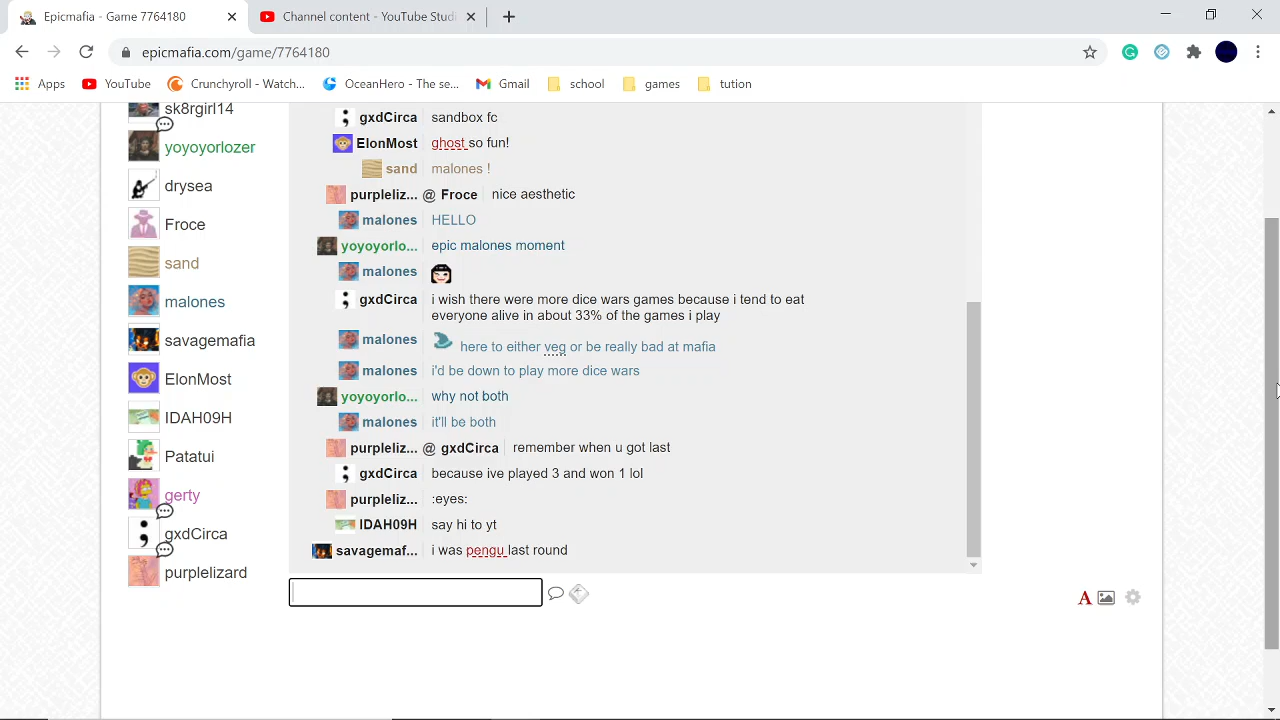 Epicmafia - Game 7764180
Channel content - YouTube Studi
epicmafia.com/game/7764180
Apps YouTube Crunchyroll - Watch... OceanHero - The se... Gmail school games tution
sk8rgirl14
yoyoyorlozer
drysea
Froce
sand
malones
savagemafia
ElonMost
IDAH09H
Patatui
gerty
gxdCirca
purplelizard
gxdCirca sandbox fc
ElonMost ghost so fun!
sand malones !
purpleliz... @ Froce nice aesthetic
malones HELLO
yoyoyorlo... epic malones moment
malones
gxdCirca i wish there were more dice wars games because i tend to eat
everyone alive in about 33% of the games i play
malones here to either veg or be really bad at mafia
malones i'd be down to play more dice wars
yoyoyorlo... why not both
malones it'll be both
purpleliz... @ gxdCirca remember when u got last
gxdCirca because ive played 3 and won 1 lol
purpleliz... :eyes:
IDAH09H say hi to yt
savagemaf... i was pengu last round
A